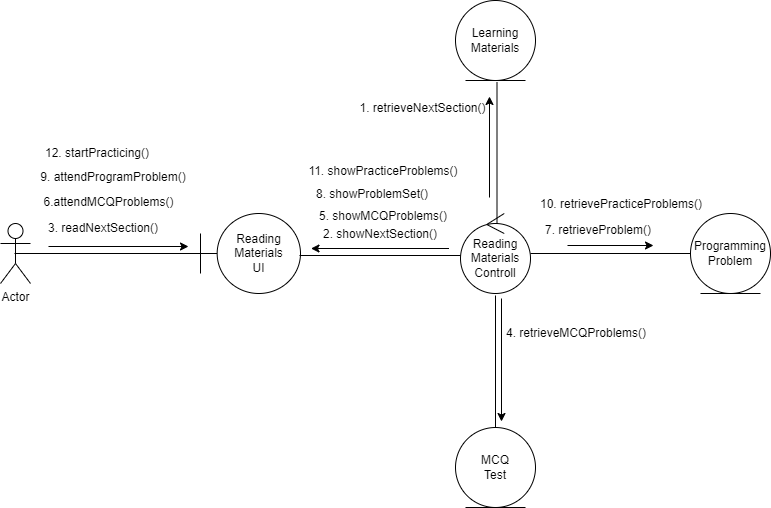 Learning
Materials
1. retrieveNextSection()
12. startPracticing()
9. attendProgramProblem()
6.attendMCQProblems()
3. readNextSection()
11. showPracticeProblems()
8. showProblemSet()
5. showMCQProblems()
2. showNextSection()
10. retrievePracticeProblems()
7. retrieveProblem()
Actor
Reading
Materials
UI
Reading
Materials
Controll
Programming
Problem
4. retrieveMCQProblems()
MCQ
Test